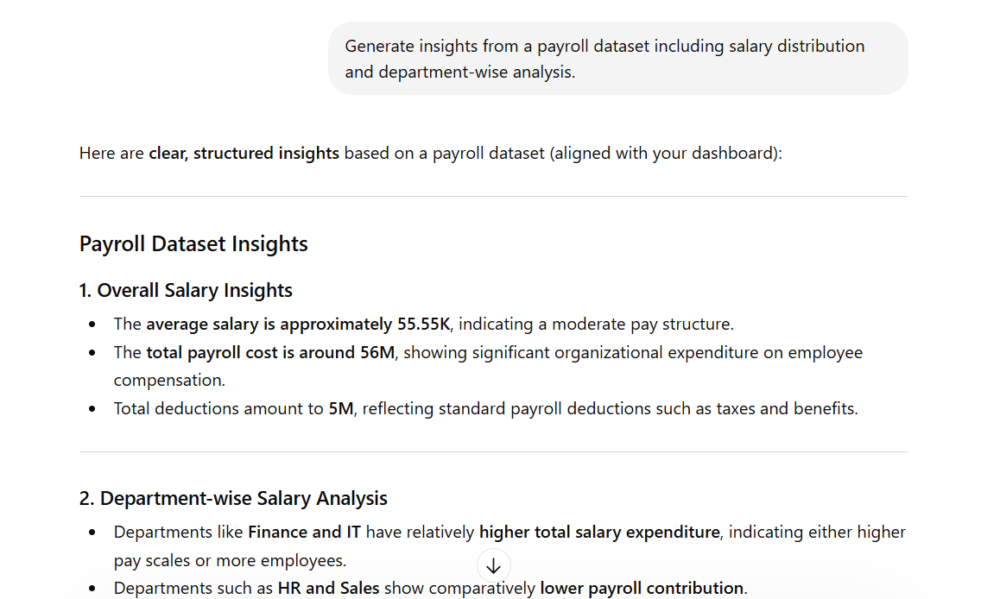 Generate insights from a payroll dataset including salary distribution
and department-wise analysis.
Here are clear, structured insights based on a payroll dataset (aligned with your dashboard):
Payroll Dataset Insights
1. Overall Salary Insights
• The average salary is approximately 55.55K, indicating a moderate pay structure.
• The total payroll cost is around 56M, showing significant organizational expenditure on employee
compensation.
• Total deductions amount to 5M, reflecting standard payroll deductions such as taxes and benefits.
2. Department-wise Salary Analysis
• Departments like Finance and IT have relatively higher total salary expenditure, indicating either higher
pay scales or more employees.
• Departments such as HR and Sales show comparatively lower payroll contribution.